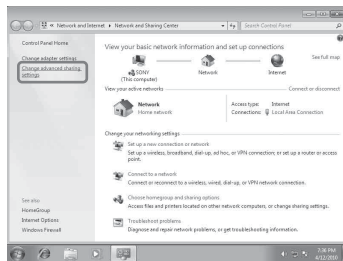 « Network and Internet ▸ Network and Sharing Center
Search Control Panel
Control Panel Home
Change adapter settings
Change advanced sharing
settings
See also
HomeGroup
Internet Options
Windows Firewall
View your basic network information and set up connections
See full map
SONY
(This computer)
Network
Internet
View your active networks
Connect or disconnect
Network
Home network
Access type: Internet
Connections: Local Area Connection
Change your networking settings
Set up a new connection or network
Set up a wireless, broadband, dial-up, ad hoc, or VPN connection; or set up a router or access
point.
Connect to a network
Connect or reconnect to a wireless, wired, dial-up, or VPN network connection.
Choose homegroup and sharing options
Access files and printers located on other network computers, or change sharing settings.
Troubleshoot problems
Diagnose and repair network problems, or get troubleshooting information.
7:36 PM
4/12/2010